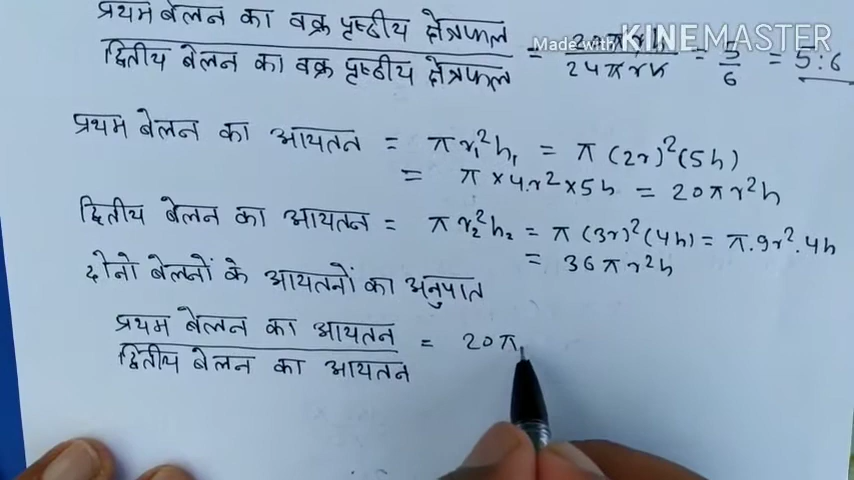 प्रथम बेलन का वक्र पृष्ठीय क्षेत्रफल
द्वितीय बेलन का वक्र पृष्ठीय क्षेत्रफल
= 20πrh / 24πrh = 5/6 = 5:6
Made with KINEMASTER
प्रथम बेलन का आयतन = πr₁²h₁ = π(2r)²(5h)
= π×4r²×5h = 20πr²h
द्वितीय बेलन का आयतन = πr₂²h₂ = π(3r)²(4h) = π.9r².4h
= 36πr²h
दोनो बेलनों के आयतनों का अनुपात
प्रथम बेलन का आयतन
द्वितीय बेलन का आयतन
= 20π